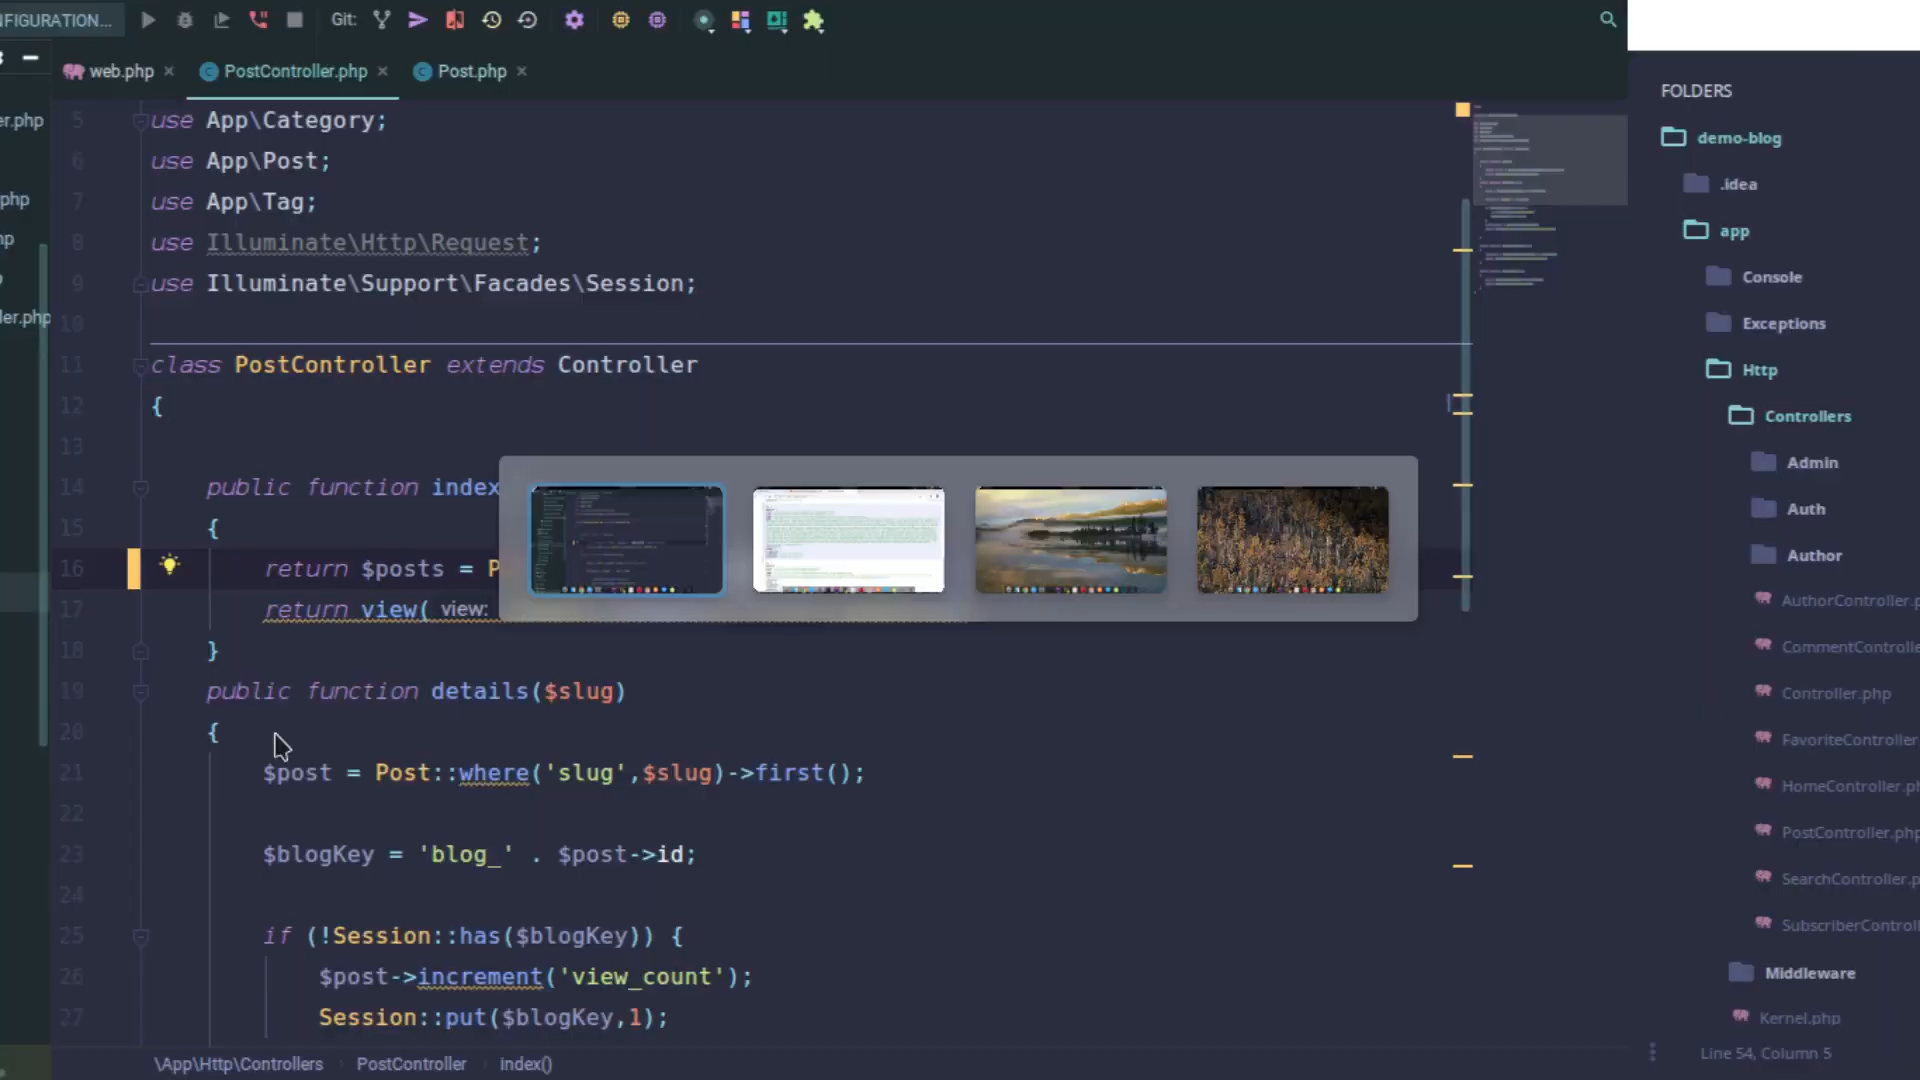 NFIGURATION...
Git:
web.php
PostController.php
Post.php
er.php
php
hp
ler.php
5 use App\Category;
6 use App\Post;
7 use App\Tag;
8 use Illuminate\Http\Request;
9 use Illuminate\Support\Facades\Session;
10
11 class PostController extends Controller
12 {
13
14 public function index
15 {
16 return $posts = P
17 return view( view:
18 }
19 public function details($slug)
20 {
21 $post = Post::where('slug',$slug)->first();
22
23 $blogKey = 'blog_' . $post->id;
24
25 if (!Session::has($blogKey)) {
26 $post->increment('view_count');
27 Session::put($blogKey,1);
\App\Http\Controllers
PostController
index()
FOLDERS
demo-blog
.idea
app
Console
Exceptions
Http
Controllers
Admin
Auth
Author
AuthorController.p
CommentControlle
Controller.php
FavoriteController
HomeController.ph
PostController.php
SearchController.p
SubscriberControl
Middleware
Kernel.php
Line 54, Column 5